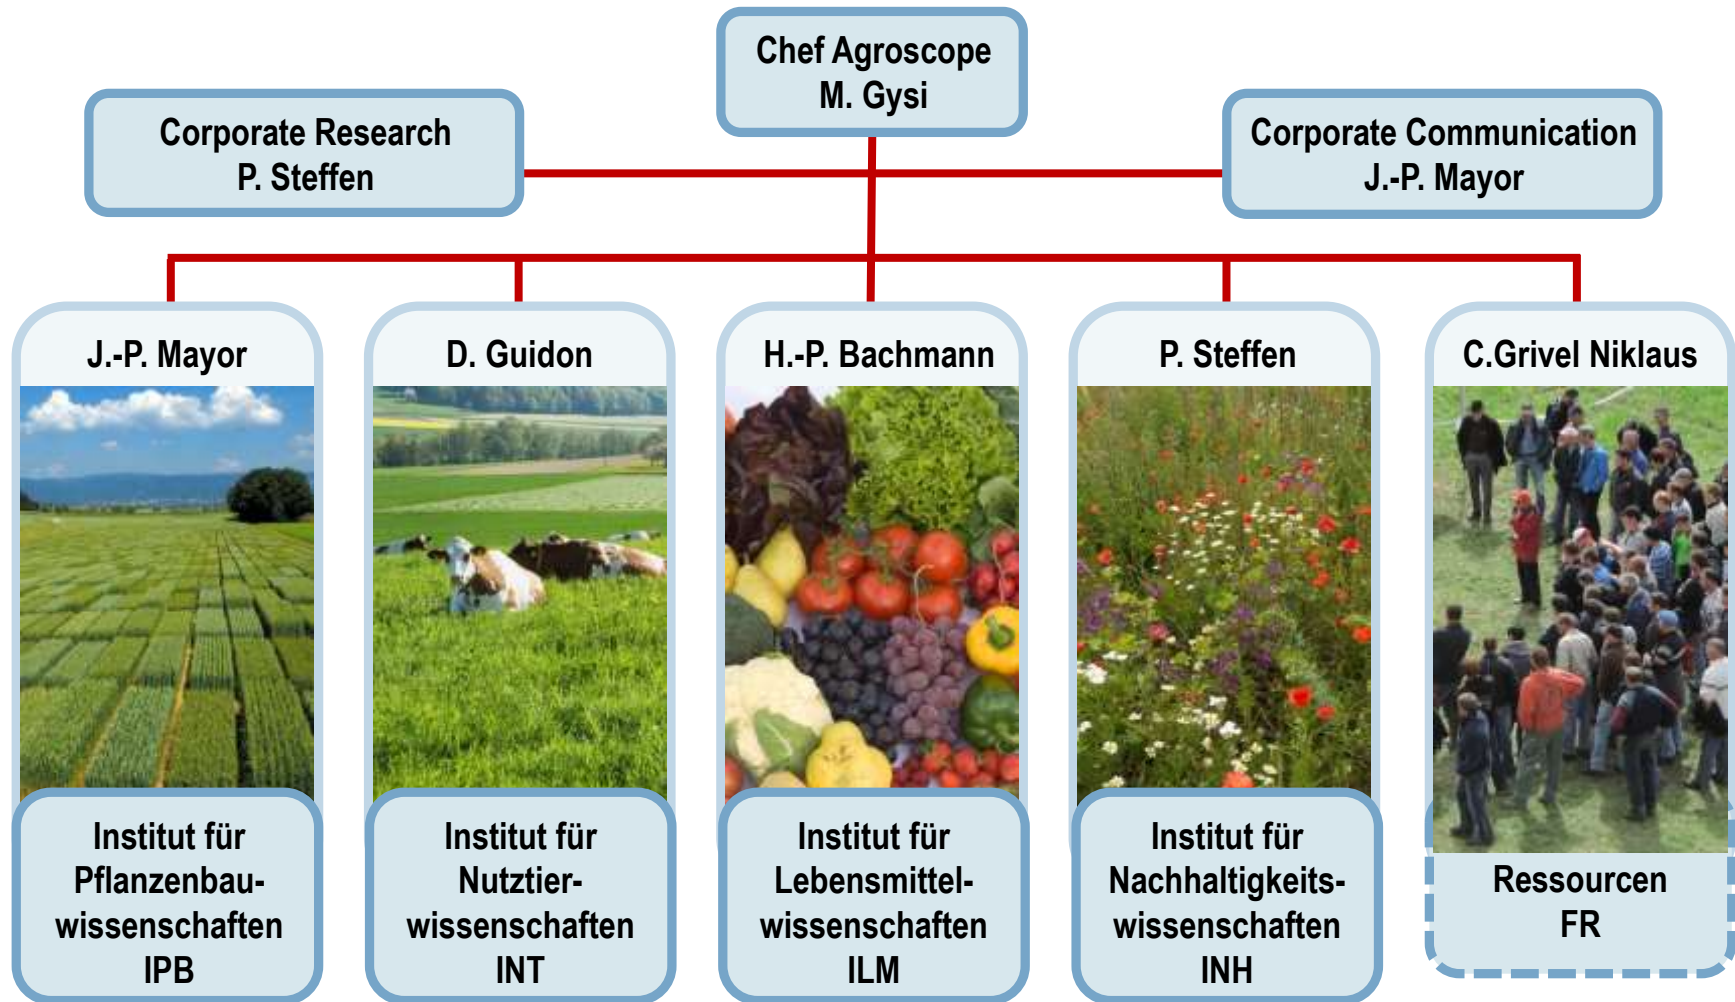 Chef Agroscope
M. Gysi
Corporate Research
P. Steffen
Corporate Communication
J.-P. Mayor
J.-P. Mayor
D. Guidon
H.-P. Bachmann
P. Steffen
C.Grivel Niklaus
Institut für
Pflanzenbau-
wissenschaften
IPB
Institut für
Nutztier-
wissenschaften
INT
Institut für
Lebensmittel-
wissenschaften
ILM
Institut für
Nachhaltigkeits-
wissenschaften
INH
Ressourcen
FR